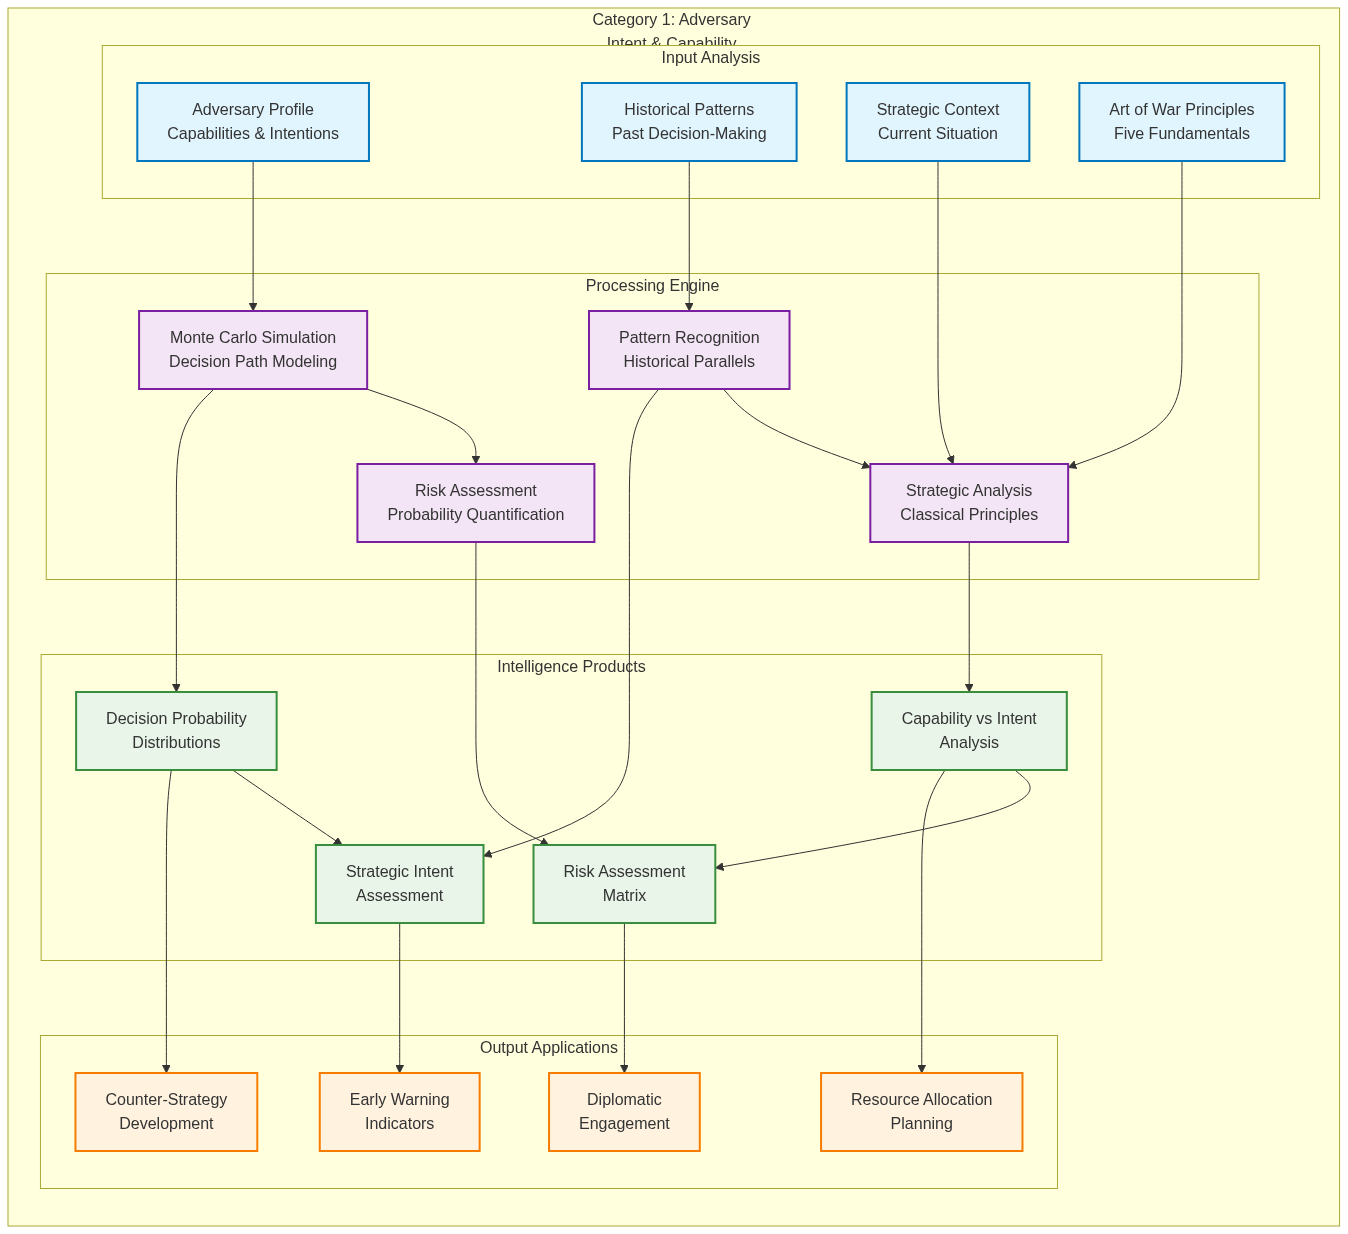 Category 1: Adversary
Intent & Capability
Input Analysis
Adversary Profile
Capabilities & Intentions
Historical Patterns
Past Decision-Making
Strategic Context
Current Situation
Art of War Principles
Five Fundamentals
Processing Engine
Monte Carlo Simulation
Decision Path Modeling
Pattern Recognition
Historical Parallels
Risk Assessment
Probability Quantification
Strategic Analysis
Classical Principles
Intelligence Products
Decision Probability
Distributions
Capability vs Intent
Analysis
Strategic Intent
Assessment
Risk Assessment
Matrix
Output Applications
Counter-Strategy
Development
Early Warning
Indicators
Diplomatic
Engagement
Resource Allocation
Planning